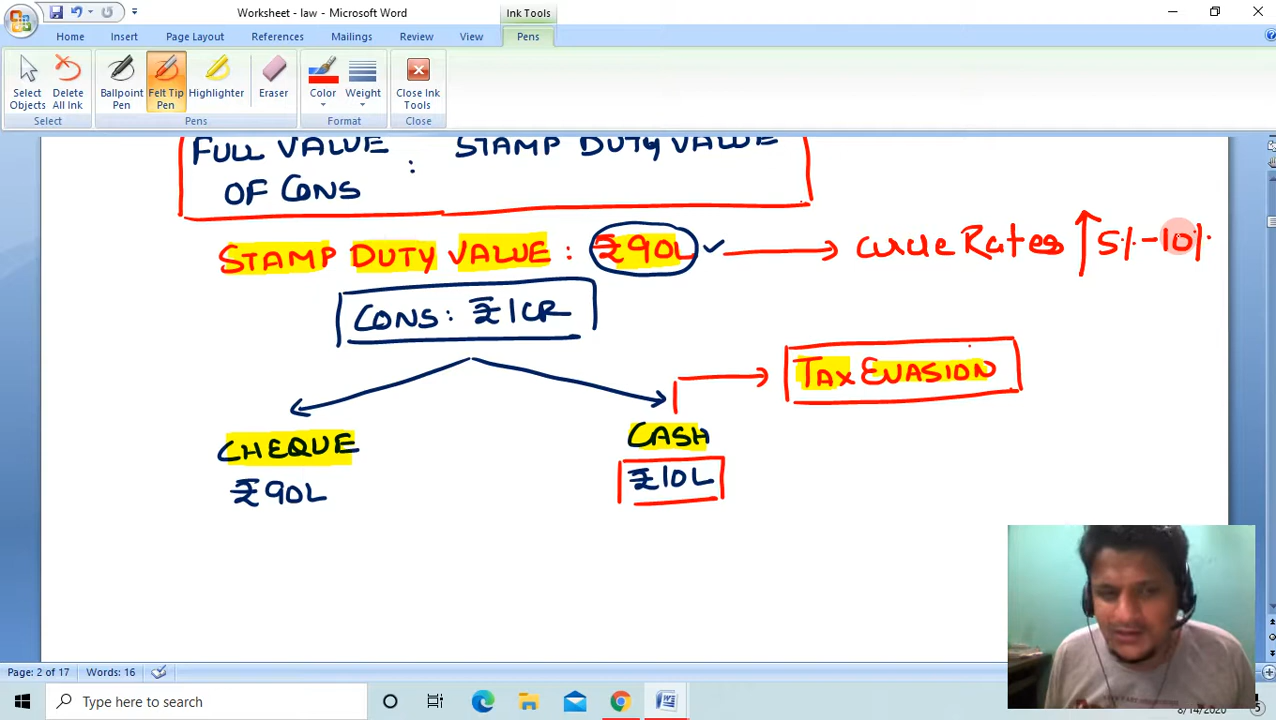 Worksheet - law - Microsoft Word
Ink Tools
Home Insert Page Layout References Mailings Review View Pens
Select Objects
Delete All Ink
Ballpoint Pen
Felt Tip Pen
Highlighter
Eraser
Color
Weight
Close Ink Tools
Select Pens Format Close
FULL VALUE OF CONS : STAMP DUTY VALUE
STAMP DUTY VALUE : ₹90L ✓ → Circle Rates ↑ 5%-10%
CONS: ₹1CR
TAX EVASION
CHEQUE
₹90L
CASH
₹10L
Page: 2 of 17 Words: 16
Type here to search
8/14/2020